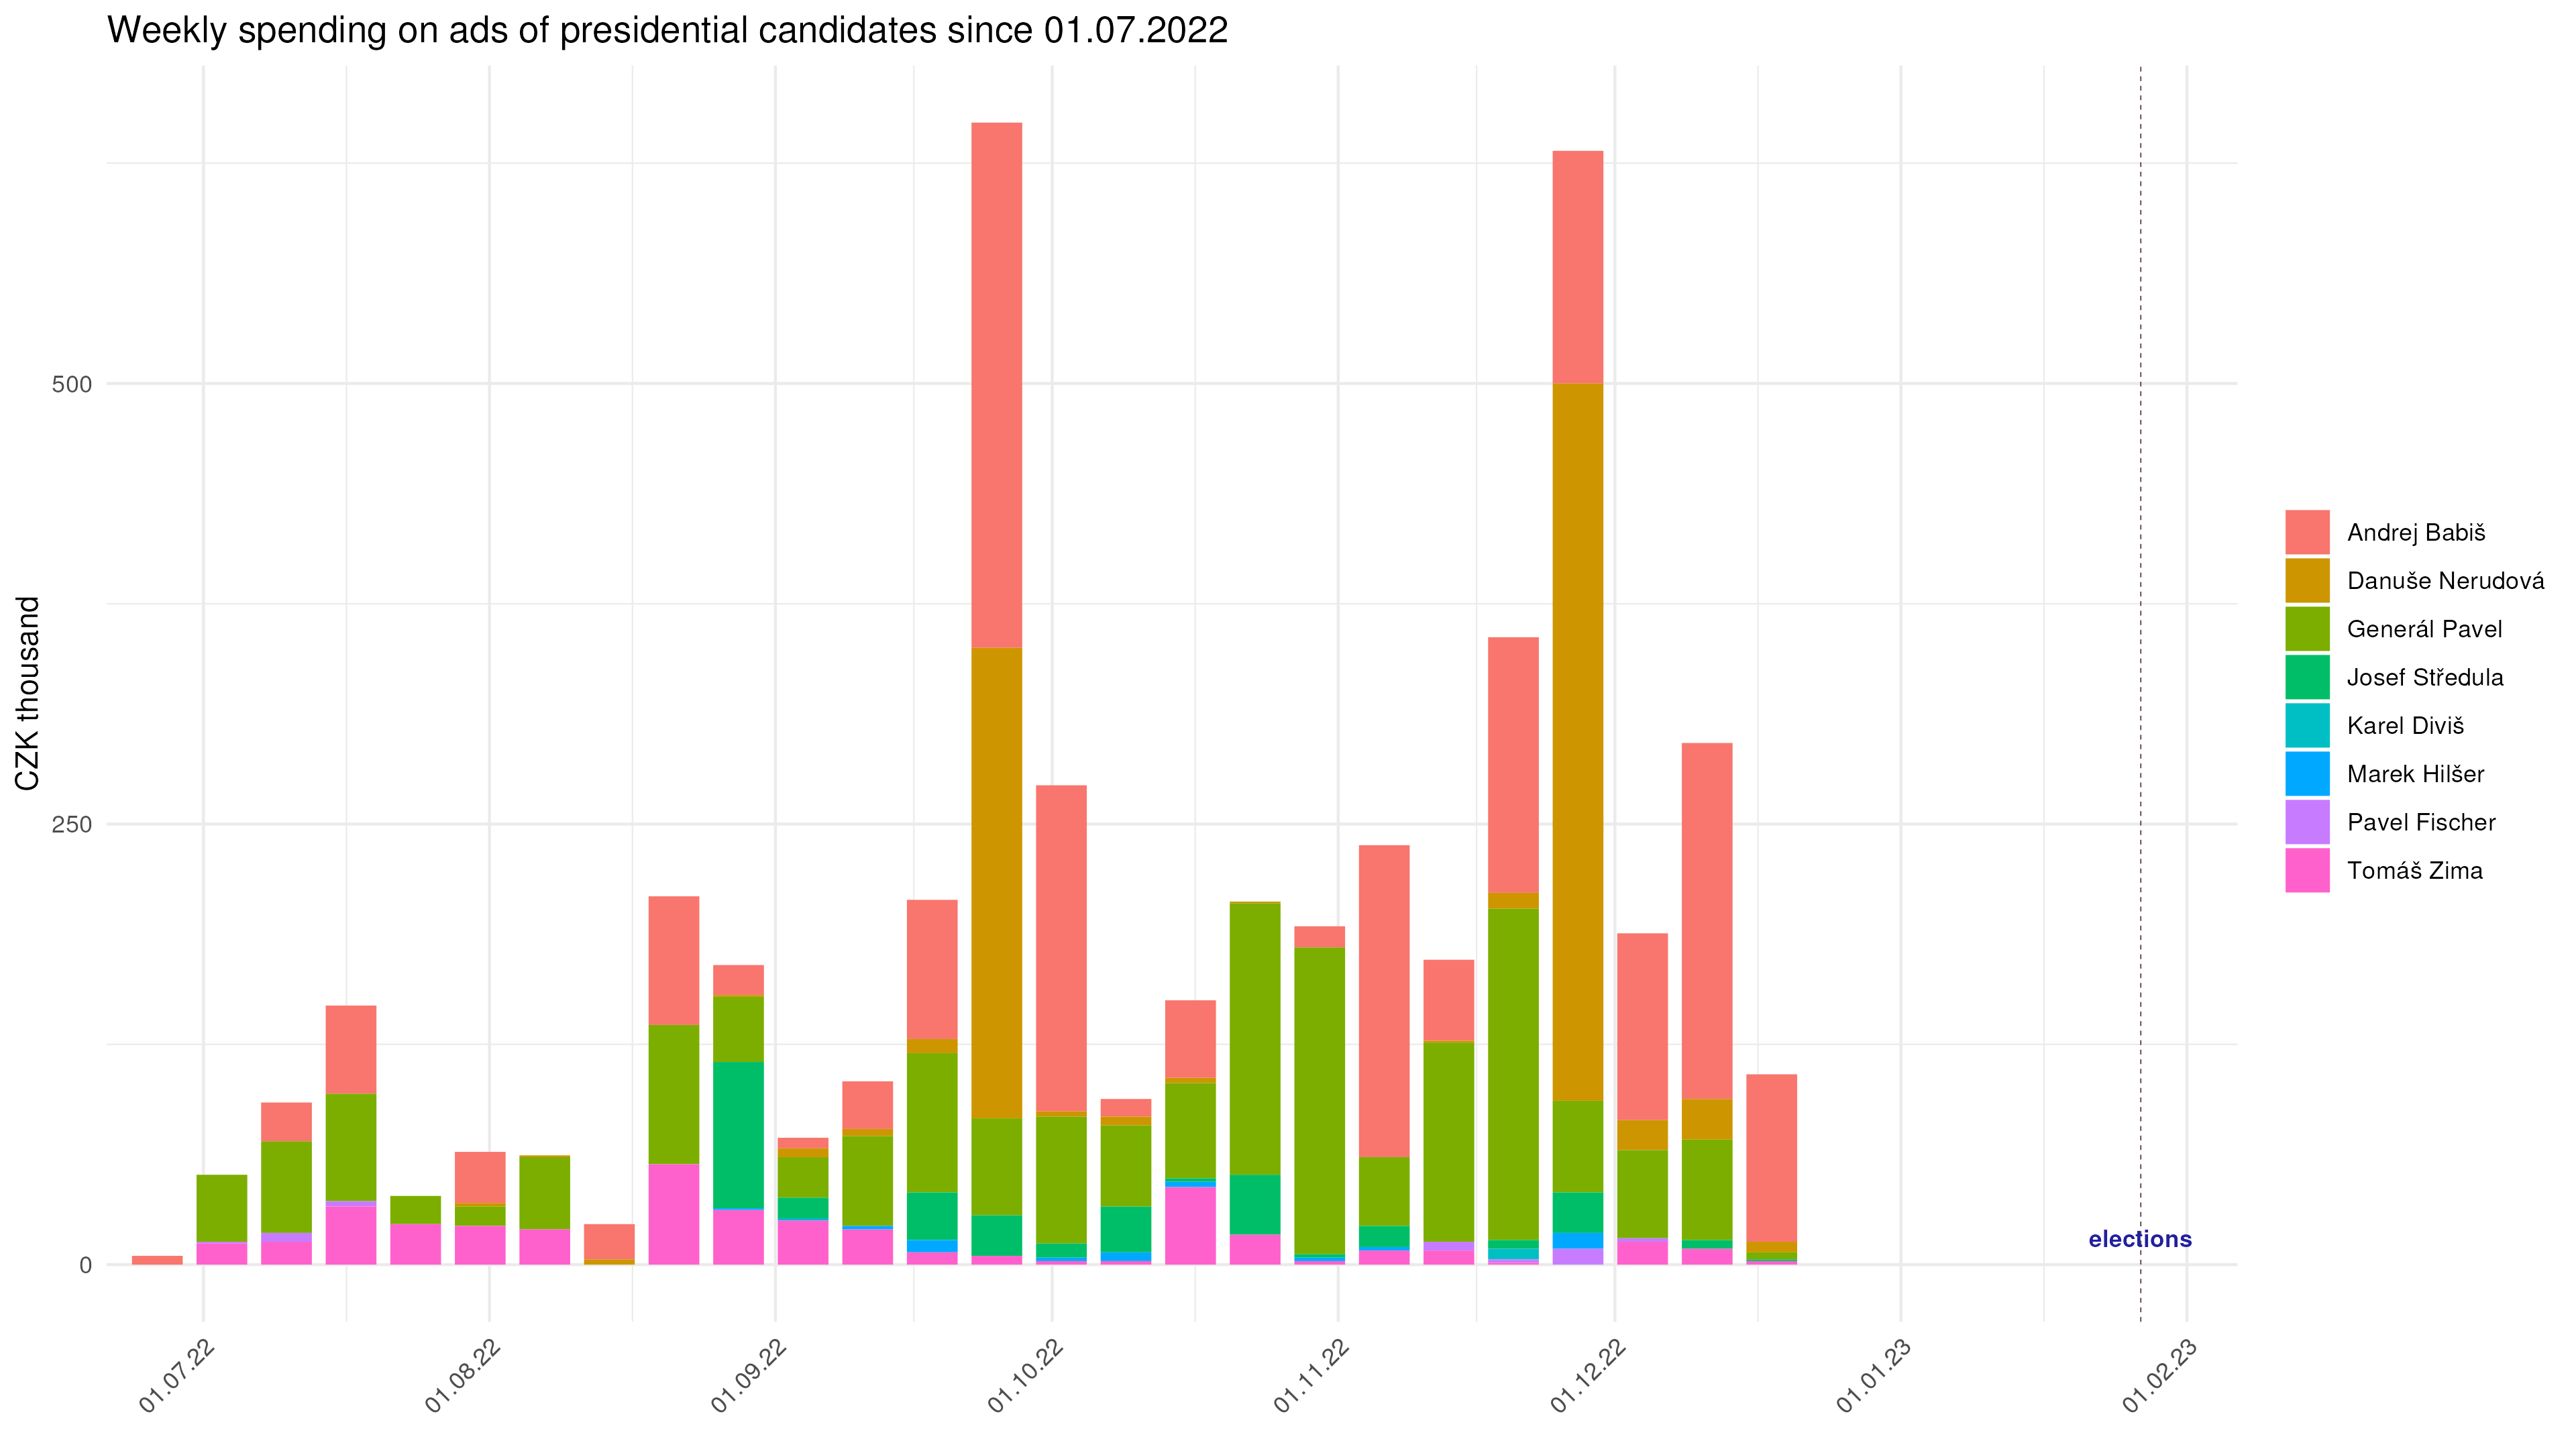 Weekly spending on ads of presidential candidates since 01.07.2022
CZK thousand
500
250
0
01.07.22
01.08.22
01.09.22
01.10.22
01.11.22
01.12.22
01.01.23
01.02.23
elections
Andrej Babiš
Danuše Nerudová
Generál Pavel
Josef Středula
Karel Diviš
Marek Hilšer
Pavel Fischer
Tomáš Zima